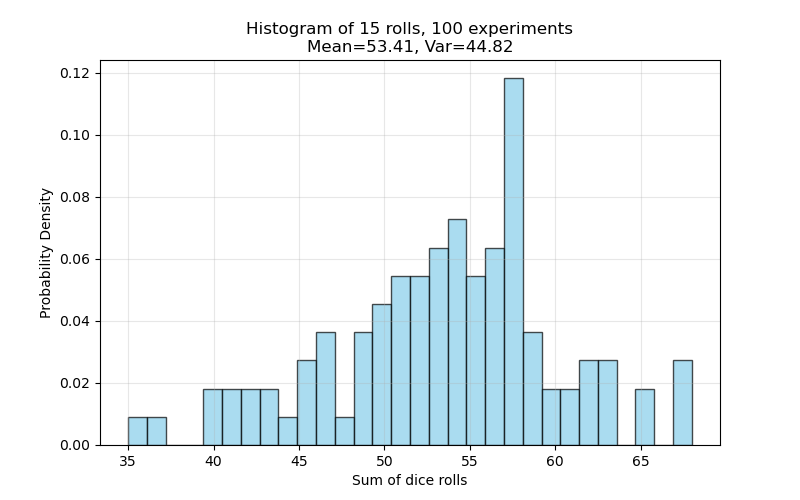 Histogram of 15 rolls, 100 experiments
Mean=53.41, Var=44.82
Probability Density
0.12
0.10
0.08
0.06
0.04
0.02
0.00
35 40 45 50 55 60 65
Sum of dice rolls